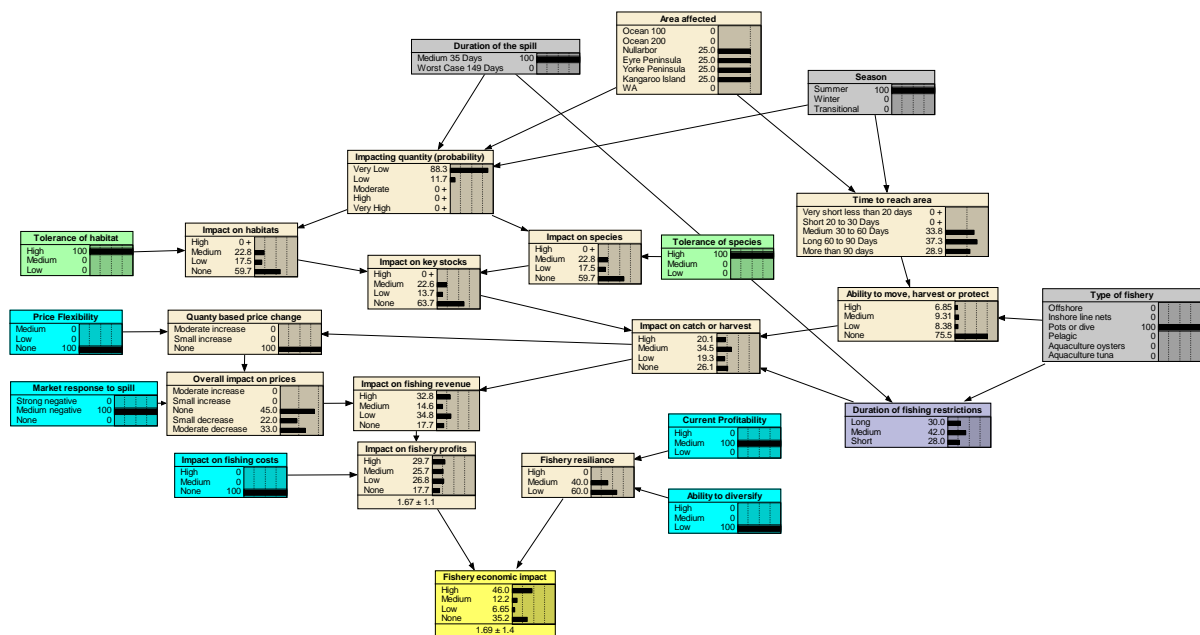 Area affected
Ocean 100 0
Ocean 200 0
Nullarbor 25.0
Eyre Peninsula 25.0
Yorke Peninsula 25.0
Kangaroo Island 25.0
WA 0
Duration of the spill
Medium 35 Days 100
Worst Case 149 Days 0
Season
Summer 100
Winter 0
Transitional 0
Impacting quantity (probability)
Very Low 88.3
Low 11.7
Moderate 0 +
High 0 +
Very High 0 +
Time to reach area
Very short less than 20 days 0 +
Short 20 to 30 Days 0 +
Medium 30 to 60 Days 33.8
Long 60 to 90 Days 37.3
More than 90 days 28.9
Tolerance of habitat
High 100
Medium 0
Low 0
Impact on habitats
High 0 +
Medium 22.8
Low 17.5
None 59.7
Impact on species
High 0 +
Medium 22.8
Low 17.5
None 59.7
Tolerance of species
High 100
Medium 0
Low 0
Impact on key stocks
High 0 +
Medium 22.6
Low 13.7
None 63.7
Ability to move, harvest or protect
High 6.85
Medium 9.31
Low 8.38
None 75.5
Type of fishery
Offshore 0
Inshore line nets 0
Pots or dive 100
Pelagic 0
Aquaculture oysters 0
Aquaculture tuna 0
Price Flexibility
Medium 0
Low 0
None 100
Quanty based price change
Moderate increase 0
Small increase 0
None 100
Impact on catch or harvest
High 20.1
Medium 34.5
Low 19.3
None 26.1
Market response to spill
Strong negative 0
Medium negative 100
None 0
Overall impact on prices
Moderate increase 0
Small increase 0
None 45.0
Small decrease 22.0
Moderate decrease 33.0
Impact on fishing revenue
High 32.8
Medium 14.6
Low 34.8
None 17.7
Duration of fishing restrictions
Long 30.0
Medium 42.0
Short 28.0
Current Profitability
High 0
Medium 100
Low 0
Impact on fishing costs
High 0
Medium 0
None 100
Impact on fishery profits
High 29.7
Medium 25.7
Low 26.8
None 17.7
1.67 ± 1.1
Fishery resiliance
High 0
Medium 40.0
Low 60.0
Ability to diversify
High 0
Medium 0
Low 100
Fishery economic impact
High 46.0
Medium 12.2
Low 6.65
None 35.2
1.69 ± 1.4